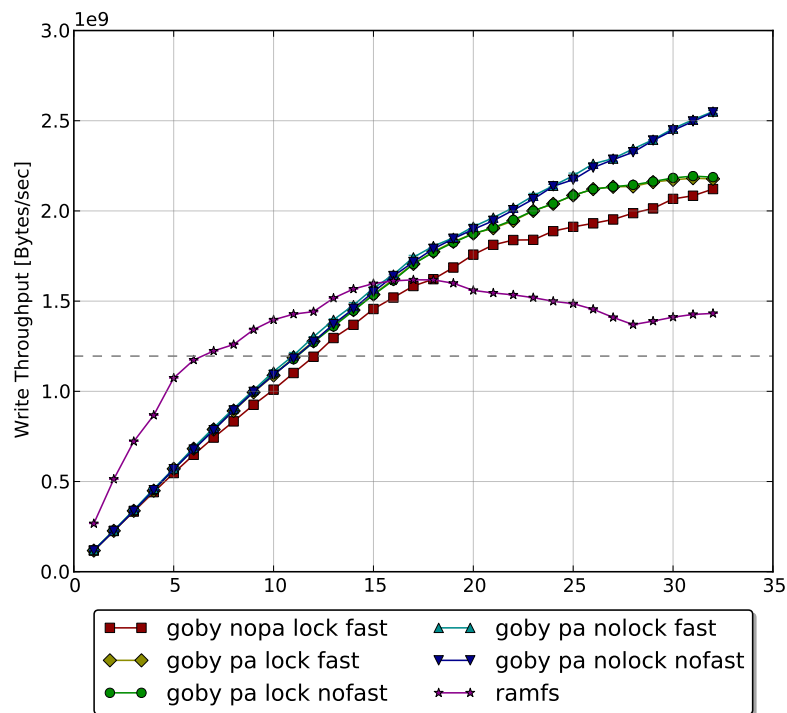 1e9
3.0
2.5
2.0
1.5
1.0
0.5
0.0
Write Throughput [Bytes/sec]
0 5 10 15 20 25 30 35
goby nopa lock fast
goby pa lock fast
goby pa lock nofast
goby pa nolock fast
goby pa nolock nofast
ramfs